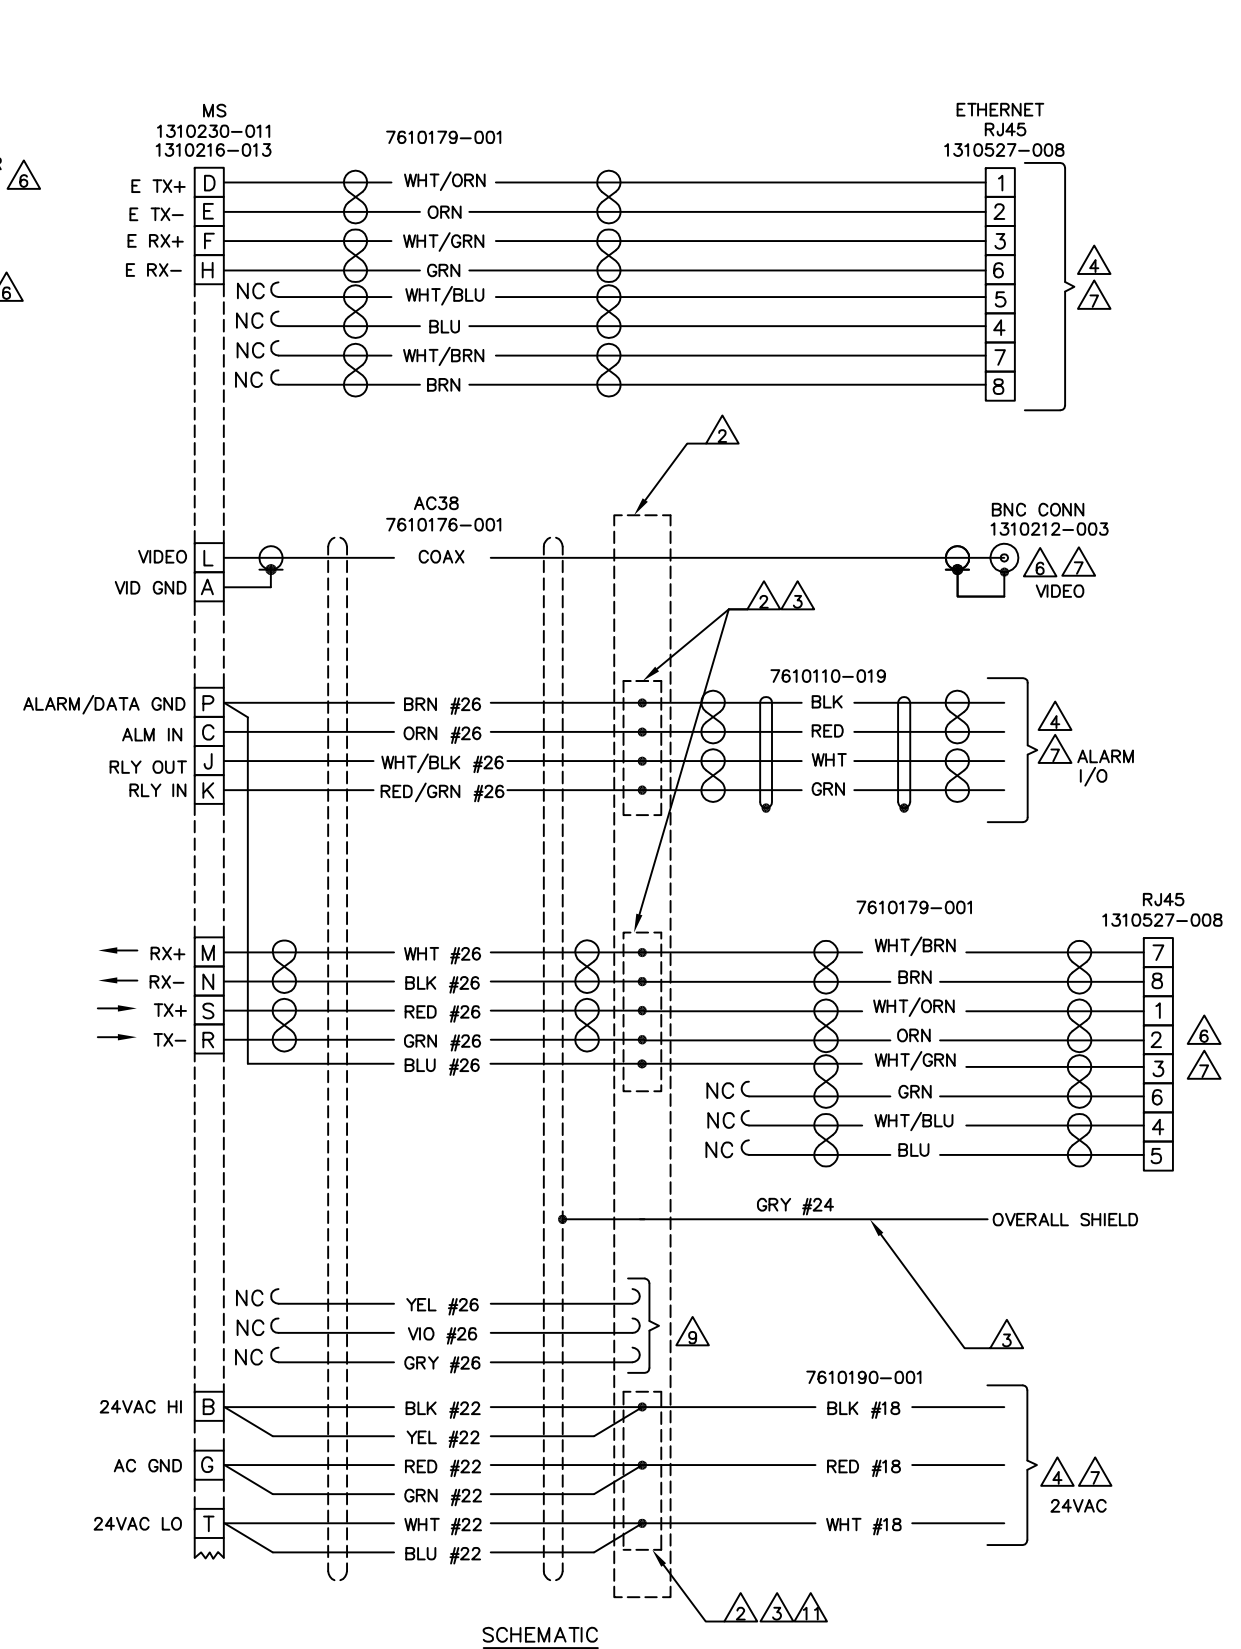 MS
1310230-011
1310216-013
7610179-001
ETHERNET
RJ45
1310527-008
R 6
6
E TX+ D WHT/ORN 1
E TX- E ORN 2
E RX+ F WHT/GRN 3
E RX- H GRN 6
NC WHT/BLU 5
NC BLU 4
NC WHT/BRN 7
NC BRN 8
4
7
2
AC38
7610176-001
BNC CONN
1310212-003
VIDEO L COAX
6 7
VIDEO
VID GND A
2 3
7610110-019
ALARM/DATA GND P BRN #26 BLK
ALM IN C ORN #26 RED
RLY OUT J WHT/BLK #26 WHT
RLY IN K RED/GRN #26 GRN
4
7 ALARM
I/O
7610179-001
RJ45
1310527-008
RX+ M WHT #26 WHT/BRN 7
RX- N BLK #26 BRN 8
TX+ S RED #26 WHT/ORN 1
TX- R GRN #26 ORN 2
BLU #26 WHT/GRN 3
NC GRN 6
NC WHT/BLU 4
NC BLU 5
6
7
GRY #24
OVERALL SHIELD
3
NC YEL #26
NC VIO #26
NC GRY #26
9
7610190-001
24VAC HI B BLK #22 BLK #18
YEL #22
AC GND G RED #22 RED #18
GRN #22
24VAC LO T WHT #22 WHT #18
BLU #22
4 7
24VAC
2 3 11
SCHEMATIC